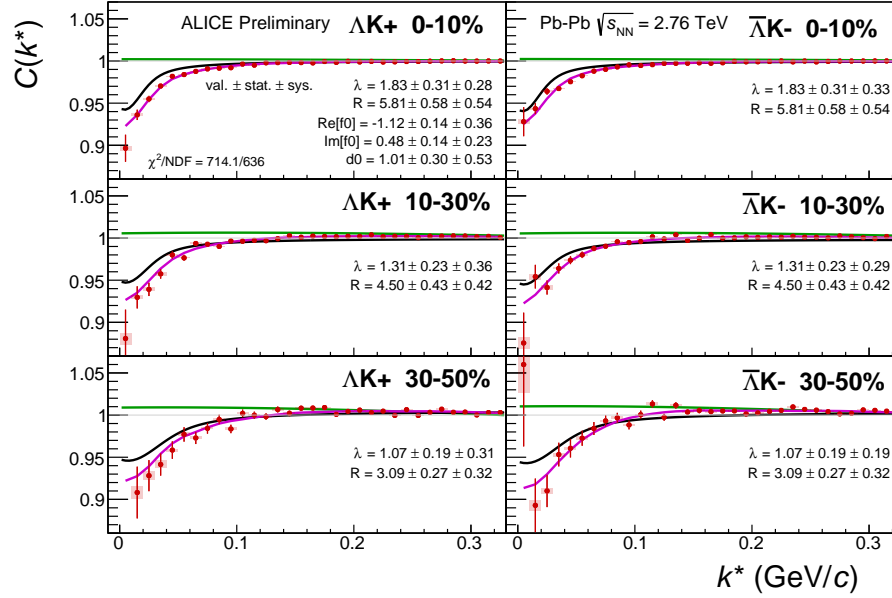 C(k*)
ALICE Preliminary
ΛK+ 0-10%
1.05
1
0.95
0.9
val. ± stat. ± sys.
λ = 1.83 ± 0.31 ± 0.28
R = 5.81 ± 0.58 ± 0.54
Re[f0] = -1.12 ± 0.14 ± 0.36
Im[f0] = 0.48 ± 0.14 ± 0.23
d0 = 1.01 ± 0.30 ± 0.53
χ²/NDF = 714.1/636
Pb-Pb √sNN = 2.76 TeV
Λ̅K- 0-10%
λ = 1.83 ± 0.31 ± 0.33
R = 5.81 ± 0.58 ± 0.54
ΛK+ 10-30%
1.05
1
0.95
0.9
λ = 1.31 ± 0.23 ± 0.36
R = 4.50 ± 0.43 ± 0.42
Λ̅K- 10-30%
λ = 1.31 ± 0.23 ± 0.29
R = 4.50 ± 0.43 ± 0.42
ΛK+ 30-50%
1.05
1
0.95
0.9
λ = 1.07 ± 0.19 ± 0.31
R = 3.09 ± 0.27 ± 0.32
Λ̅K- 30-50%
λ = 1.07 ± 0.19 ± 0.19
R = 3.09 ± 0.27 ± 0.32
0 0.1 0.2 0.3 0 0.1 0.2 0.3
k* (GeV/c)